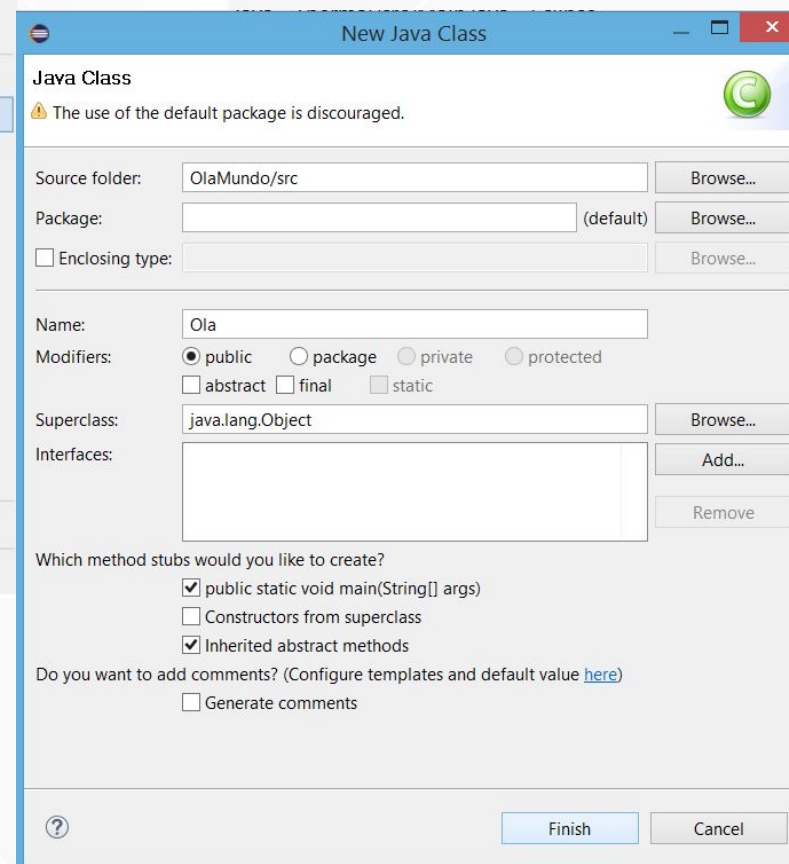 New Java Class
Java Class
The use of the default package is discouraged.
Source folder: OlaMundo/src Browse...
Package: (default) Browse...
Enclosing type: Browse...
Name: Ola
Modifiers: public package private protected
abstract final static
Superclass: java.lang.Object Browse...
Interfaces: Add...
Remove
Which method stubs would you like to create?
public static void main(String[] args)
Constructors from superclass
Inherited abstract methods
Do you want to add comments? (Configure templates and default value here)
Generate comments
Finish Cancel